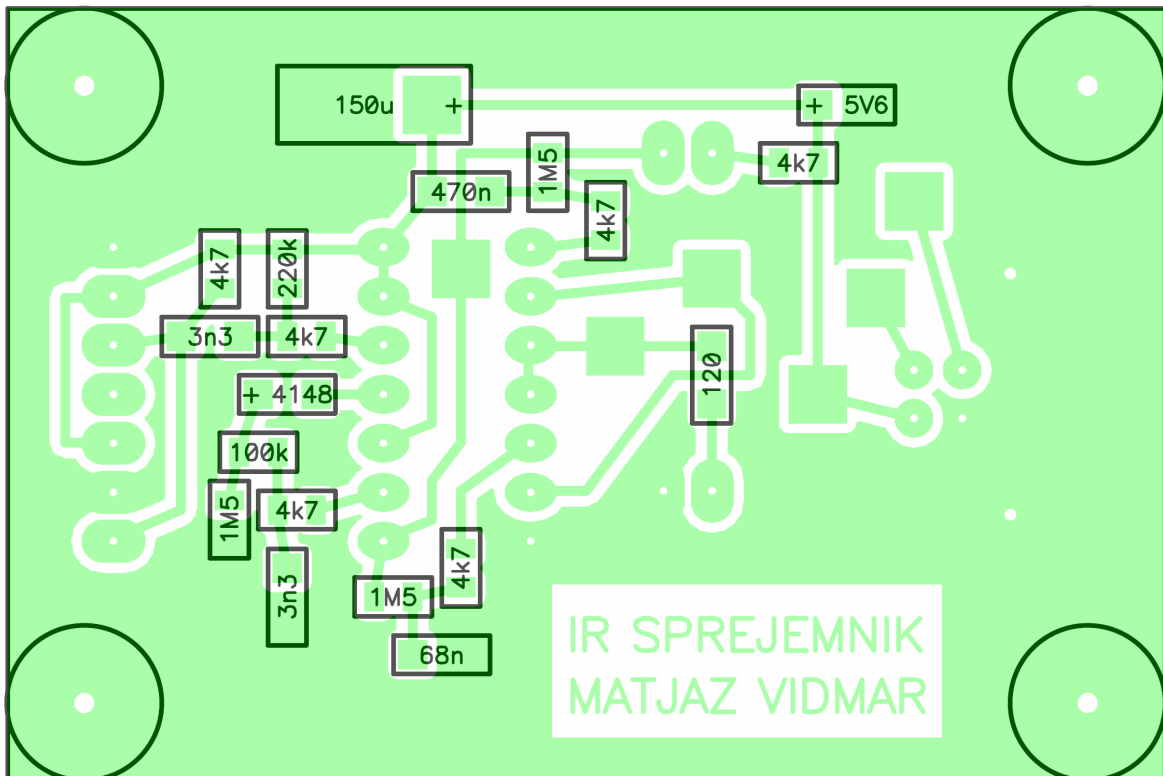 150u +
+ 5V6
1M5
4k7
470n
4k7
4k7
220k
3n3
4k7
120
+ 4148
100k
1M5
4k7
4k7
3n3
1M5
68n
IR SPREJEMNIK
MATJAZ VIDMAR